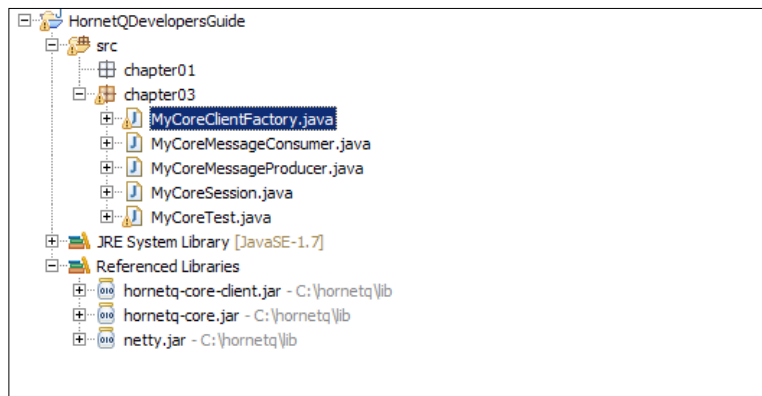 HornetQDevelopersGuide
src
chapter01
chapter03
MyCoreClientFactory.java
MyCoreMessageConsumer.java
MyCoreMessageProducer.java
MyCoreSession.java
MyCoreTest.java
JRE System Library [JavaSE-1.7]
Referenced Libraries
hornetq-core-client.jar - C:\hornetq\lib
hornetq-core.jar - C:\hornetq\lib
netty.jar - C:\hornetq\lib